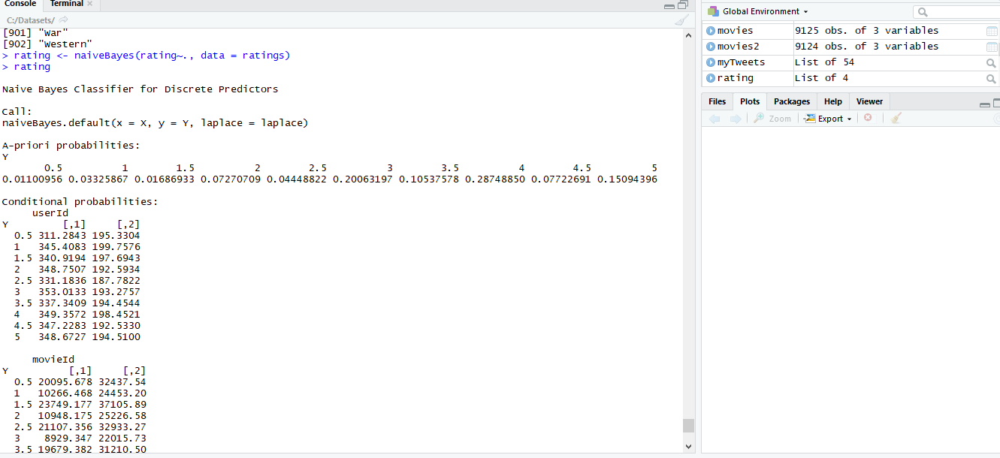 Console Terminal ×
C:/Datasets/
[901] "War"
[902] "Western"
> rating <- naiveBayes(rating~., data = ratings)
> rating
Naive Bayes Classifier for Discrete Predictors
Call:
naiveBayes.default(x = X, y = Y, laplace = laplace)
A-priori probabilities:
Y
0.5 1 1.5 2 2.5 3 3.5 4 4.5 5
0.01100956 0.03325867 0.01686933 0.07270709 0.04448822 0.20063197 0.10537578 0.28748850 0.07722691 0.15094396
Conditional probabilities:
userId
Y [,1] [,2]
0.5 311.2843 195.3304
1 345.4083 199.7576
1.5 340.9194 197.6943
2 348.7507 192.5934
2.5 331.1836 187.7822
3 353.0133 193.2757
3.5 337.3409 194.4544
4 349.3572 198.4521
4.5 347.2283 192.5330
5 348.6727 194.5100
movieId
Y [,1] [,2]
0.5 20095.678 32437.54
1 10266.468 24453.20
1.5 23749.177 37105.89
2 10948.175 25226.58
2.5 21107.356 32933.27
3 8929.347 22015.73
3.5 19679.382 31210.50
Global Environment
movies 9125 obs. of 3 variables
movies2 9124 obs. of 3 variables
myTweets List of 54
rating List of 4
Files Plots Packages Help Viewer
Zoom Export